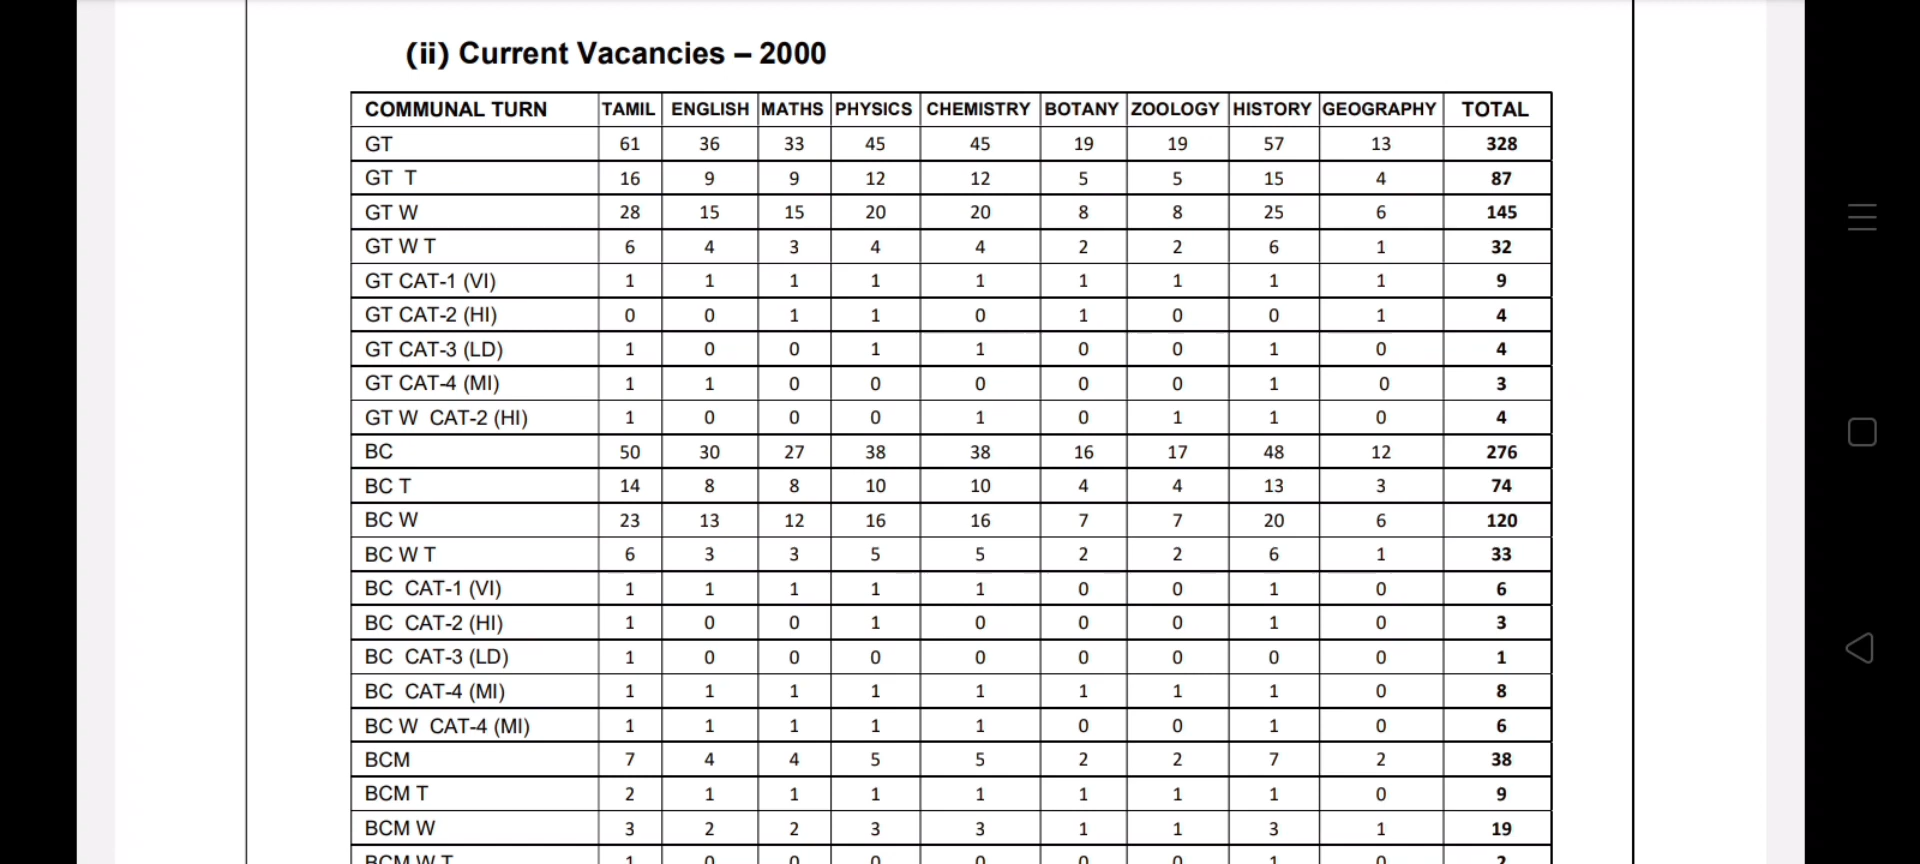 (ii) Current Vacancies – 2000
COMMUNAL TURN TAMIL ENGLISH MATHS PHYSICS CHEMISTRY BOTANY ZOOLOGY HISTORY GEOGRAPHY TOTAL
GT 61 36 33 45 45 19 19 57 13 328
GT T 16 9 9 12 12 5 5 15 4 87
GT W 28 15 15 20 20 8 8 25 6 145
GT W T 6 4 3 4 4 2 2 6 1 32
GT CAT-1 (VI) 1 1 1 1 1 1 1 1 1 9
GT CAT-2 (HI) 0 0 1 1 0 1 0 0 1 4
GT CAT-3 (LD) 1 0 0 1 1 0 0 1 0 4
GT CAT-4 (MI) 1 1 0 0 0 0 0 1 0 3
GT W CAT-2 (HI) 1 0 0 0 1 0 1 1 0 4
BC 50 30 27 38 38 16 17 48 12 276
BC T 14 8 8 10 10 4 4 13 3 74
BC W 23 13 12 16 16 7 7 20 6 120
BC W T 6 3 3 5 5 2 2 6 1 33
BC CAT-1 (VI) 1 1 1 1 1 0 0 1 0 6
BC CAT-2 (HI) 1 0 0 1 0 0 0 1 0 3
BC CAT-3 (LD) 1 0 0 0 0 0 0 0 0 1
BC CAT-4 (MI) 1 1 1 1 1 1 1 1 0 8
BC W CAT-4 (MI) 1 1 1 1 1 0 0 1 0 6
BCM 7 4 4 5 5 2 2 7 2 38
BCM T 2 1 1 1 1 1 1 1 0 9
BCM W 3 2 2 3 3 1 1 3 1 19
BCM W T 1 0 0 0 0 0 0 1 0 2